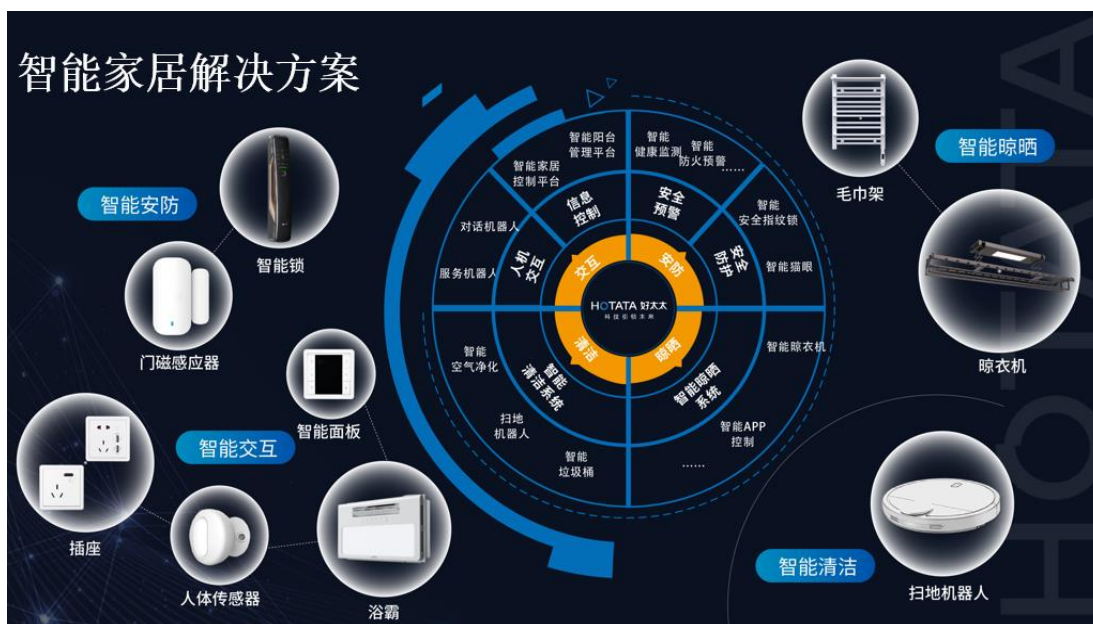 智能家居解决方案
智能安防
智能锁
门磁感应器
智能面板
智能交互
插座
人体传感器
浴霸
智能阳台
管理平台
智能家居
控制平台
对话机器人
服务机器人
智能
空气净化
扫地
机器人
智能
垃圾桶
智能
健康监测
智能
防火预警
……
智能
安全指纹锁
智能猫眼
智能晾衣机
智能APP
控制
……
信息
控制
人机
交互
安全
预警
安全
防护
智能
清洁系统
智能晾晒
系统
交互
安防
清洁
晾晒
HOTATA 好太太
科技引领未来
毛巾架
智能晾晒
晾衣机
智能清洁
扫地机器人
HOTATA